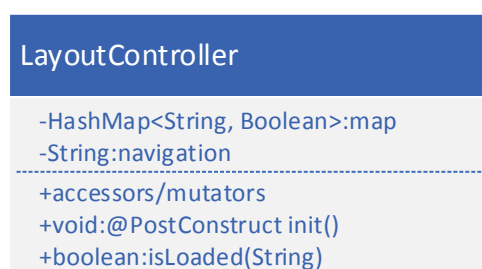 LayoutController
-HashMap<String, Boolean>:map
-String:navigation
+accessors/mutators
+void:@PostConstruct init()
+boolean:isLoaded(String)